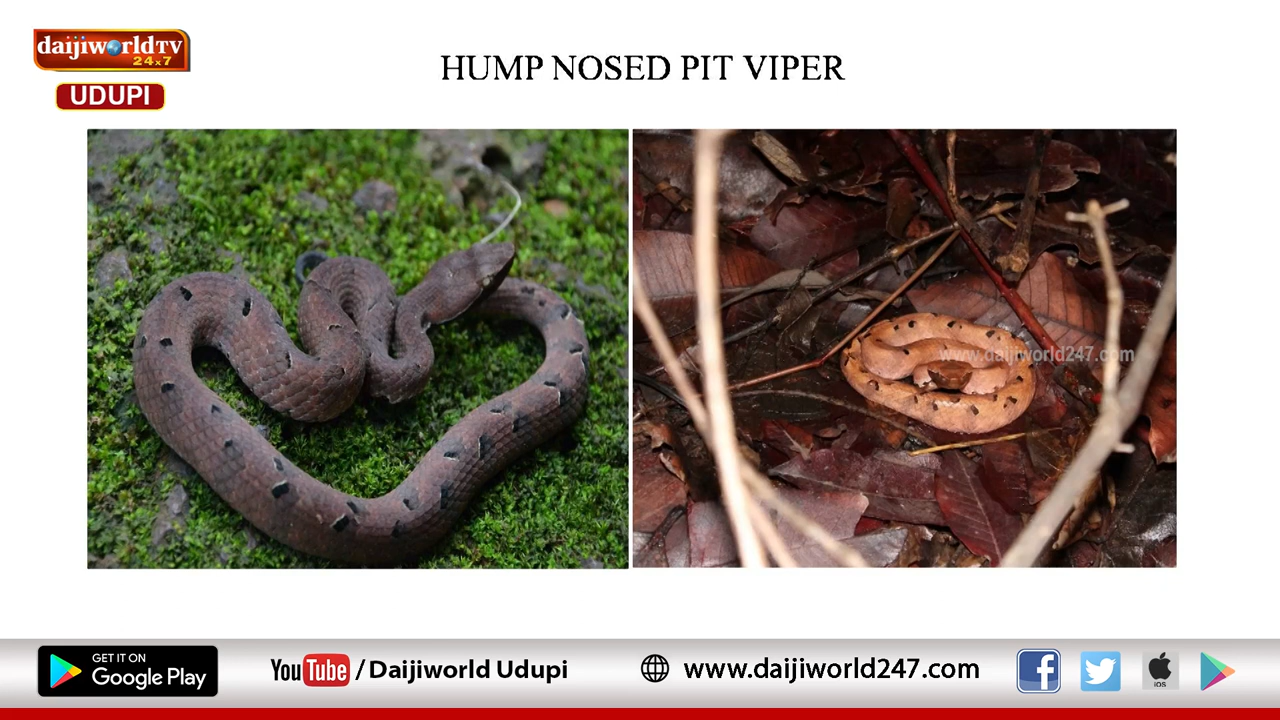 daijiworldTV
24x7
UDUPI
HUMP NOSED PIT VIPER
www.daijiworld247.com
GET IT ON
Google Play
YouTube / Daijiworld Udupi
www.daijiworld247.com
iOS